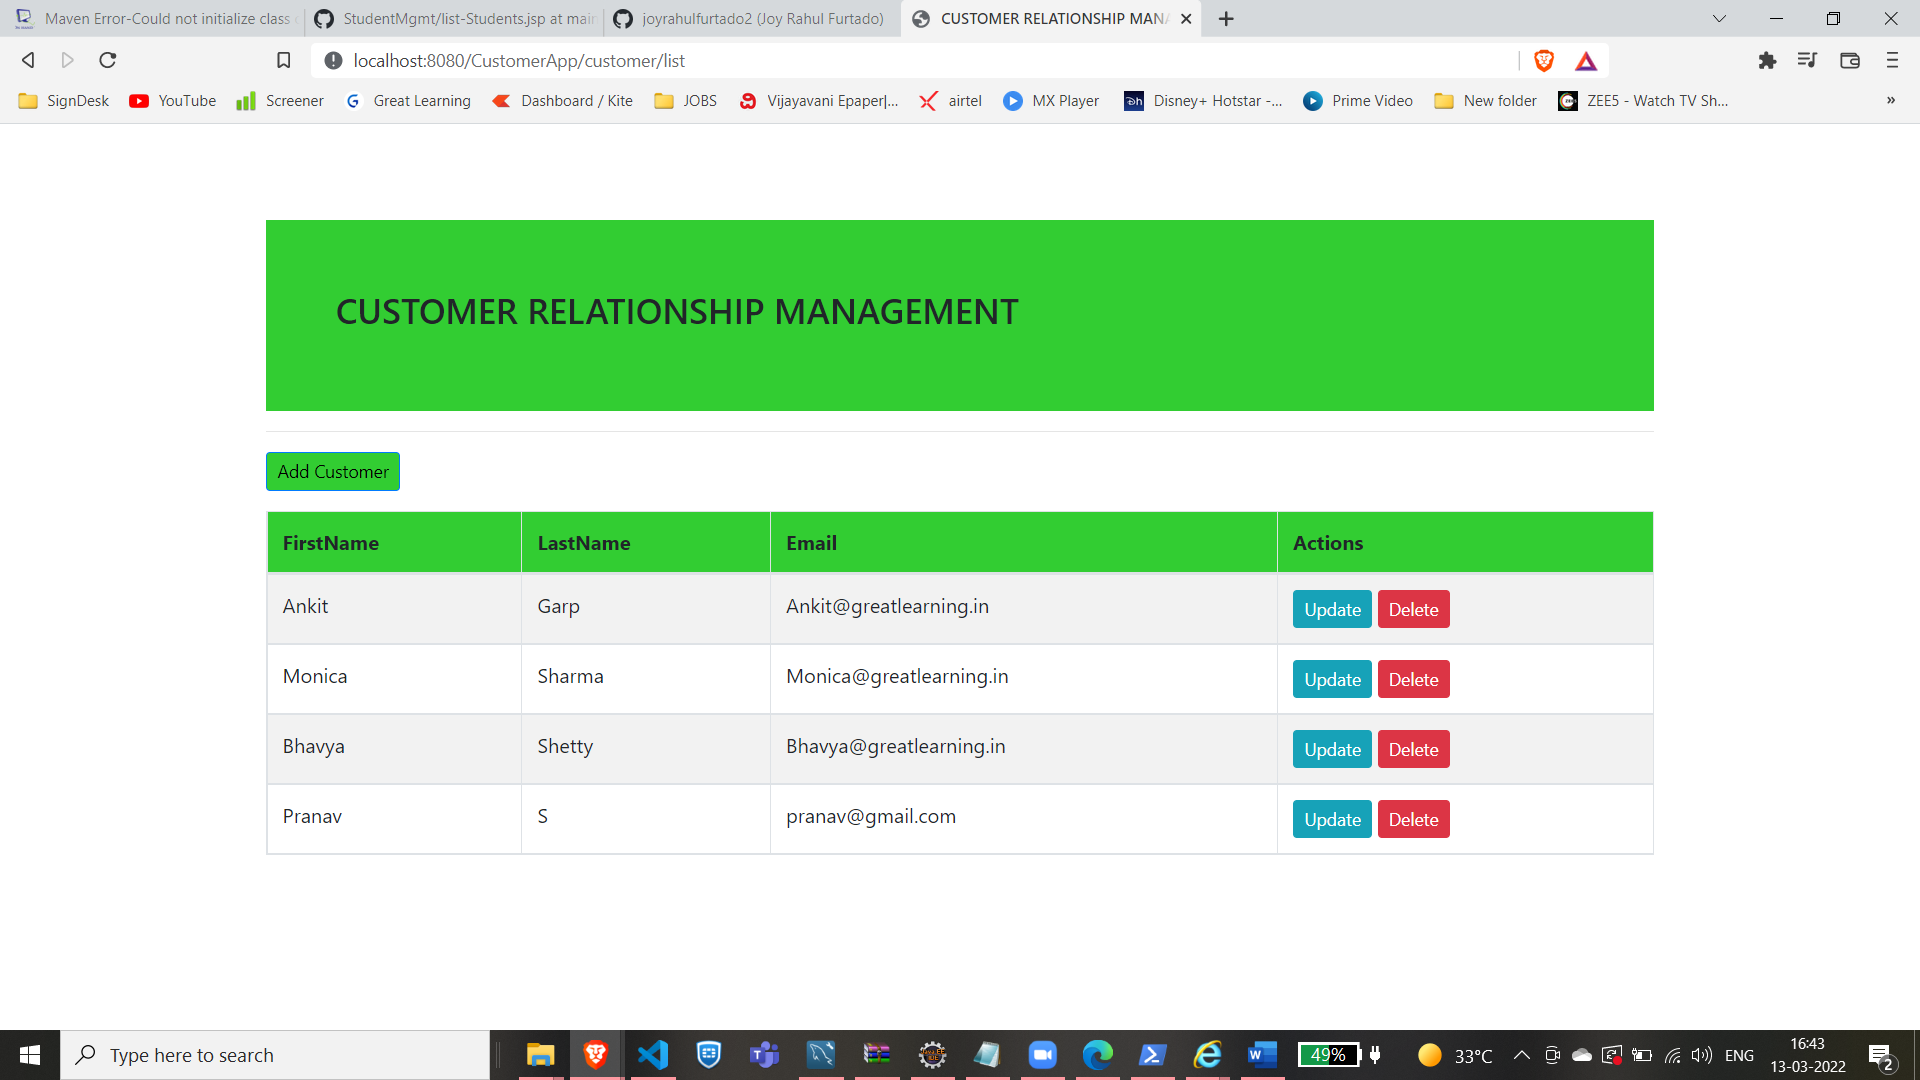 Maven Error-Could not initialize class
StudentMgmt/list-Students.jsp at main
joyrahulfurtado2 (Joy Rahul Furtado)
CUSTOMER RELATIONSHIP MANA
localhost:8080/CustomerApp/customer/list
SignDesk YouTube Screener Great Learning Dashboard / Kite JOBS Vijayavani Epaper|... airtel MX Player Disney+ Hotstar -... Prime Video New folder ZEE5 - Watch TV Sh... »
CUSTOMER RELATIONSHIP MANAGEMENT
Add Customer
FirstName LastName Email Actions
Ankit Garp Ankit@greatlearning.in Update Delete
Monica Sharma Monica@greatlearning.in Update Delete
Bhavya Shetty Bhavya@greatlearning.in Update Delete
Pranav S pranav@gmail.com Update Delete
Type here to search
49%
33°C
ENG
16:43
13-03-2022
2